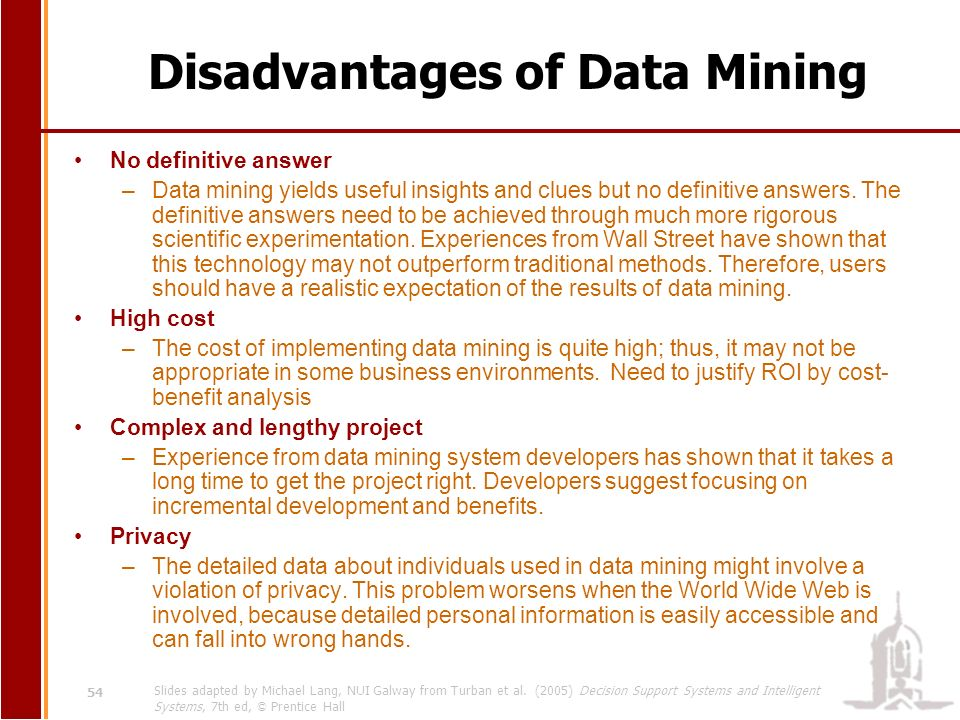 Disadvantages of Data Mining
• No definitive answer
– Data mining yields useful insights and clues but no definitive answers. The
definitive answers need to be achieved through much more rigorous
scientific experimentation. Experiences from Wall Street have shown that
this technology may not outperform traditional methods. Therefore, users
should have a realistic expectation of the results of data mining.
• High cost
– The cost of implementing data mining is quite high; thus, it may not be
appropriate in some business environments. Need to justify ROI by cost-
benefit analysis
• Complex and lengthy project
– Experience from data mining system developers has shown that it takes a
long time to get the project right. Developers suggest focusing on
incremental development and benefits.
• Privacy
– The detailed data about individuals used in data mining might involve a
violation of privacy. This problem worsens when the World Wide Web is
involved, because detailed personal information is easily accessible and
can fall into wrong hands.
54
Slides adapted by Michael Lang, NUI Galway from Turban et al. (2005) Decision Support Systems and Intelligent
Systems, 7th ed, © Prentice Hall